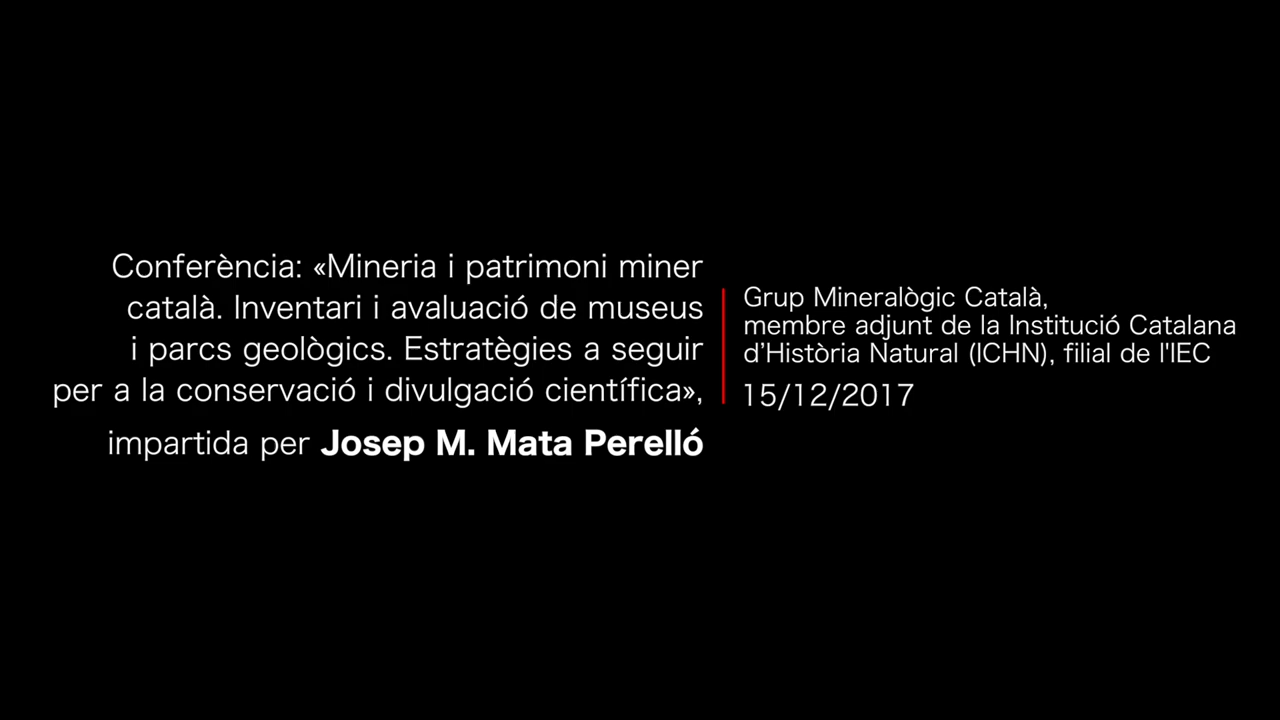 Conferència: «Mineria i patrimoni miner
català. Inventari i avaluació de museus
i parcs geològics. Estratègies a seguir
per a la conservació i divulgació científica»,
impartida per Josep M. Mata Perelló
Grup Mineralògic Català,
membre adjunt de la Institució Catalana
d’Història Natural (ICHN), filial de l'IEC
15/12/2017